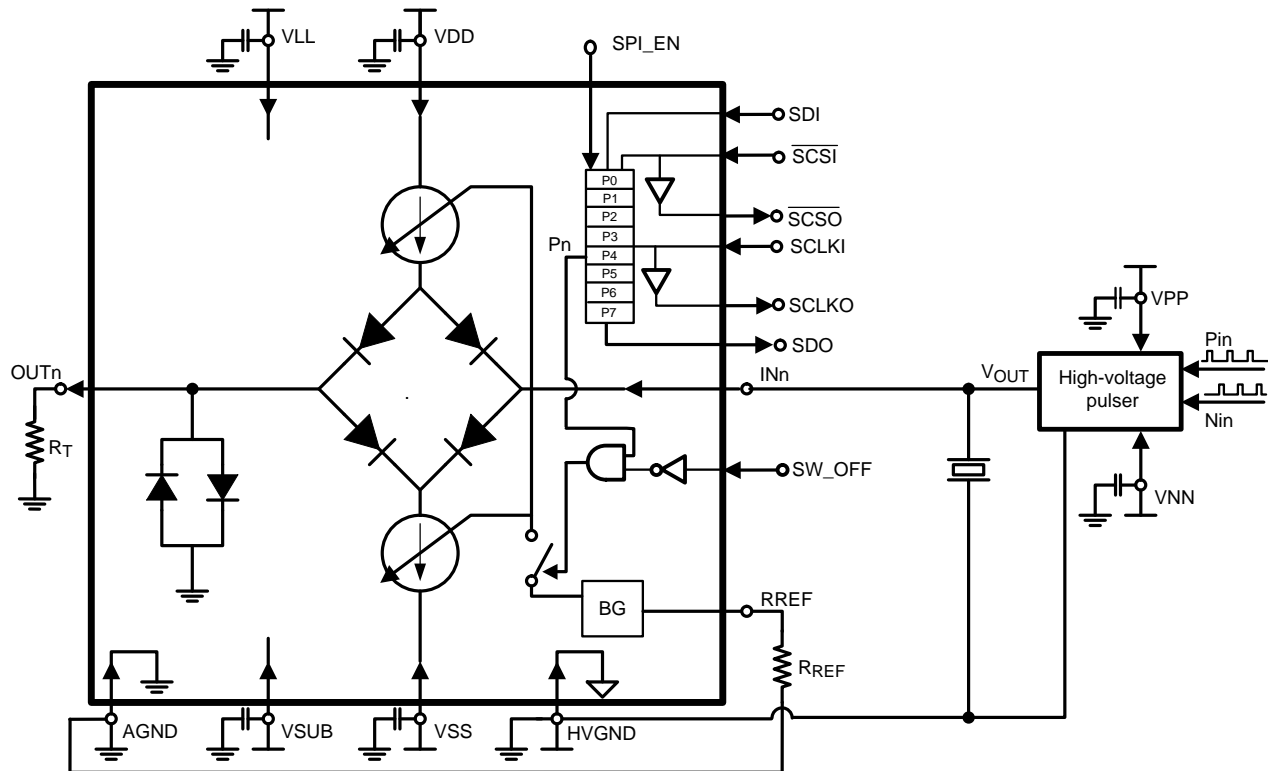 VLL
VDD
SPI_EN
SDI
SCSI
P0
P1
P2
SCSO
P3
Pn
SCLKI
P4
P5
P6
SCLKO
VPP
P7
SDO
Pin
OUTn
INn
VOUT
High-voltage
pulser
Nin
RT
SW_OFF
VNN
BG
RREF
RREF
AGND
VSUB
VSS
HVGND